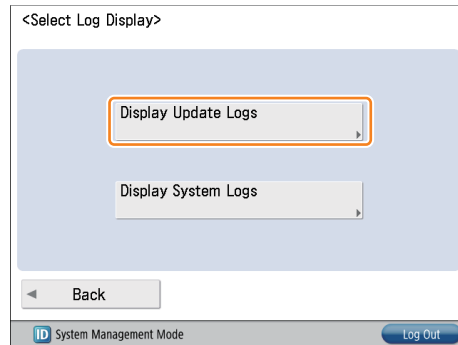 <Select Log Display>
Display Update Logs
Display System Logs
Back
ID System Management Mode
Log Out